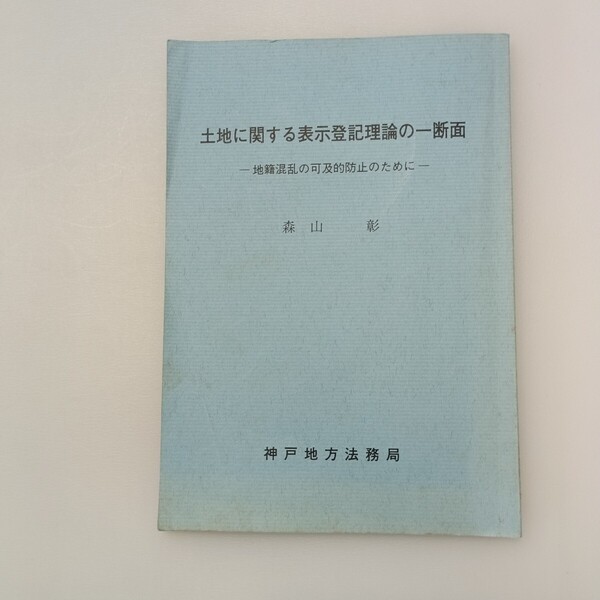 土地に関する表示登記理論の一断面
―地籍混乱の可及的防止のために―
森山 彰
神戸地方法務局